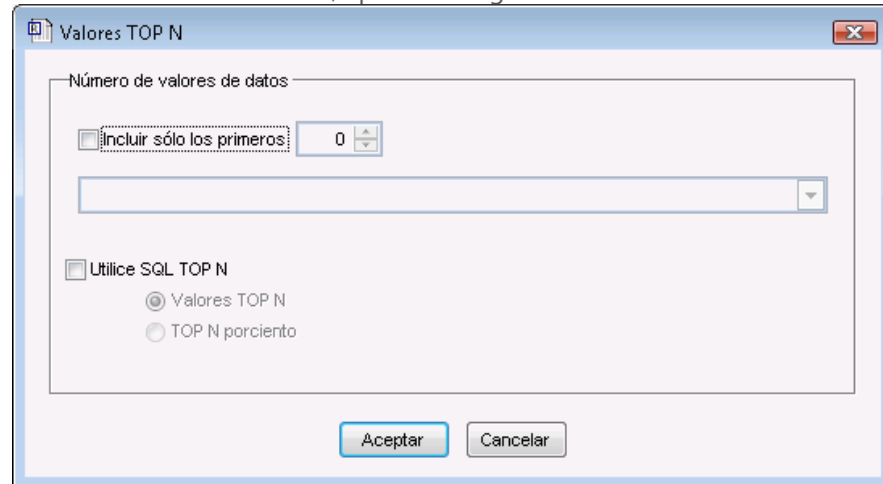 Valores TOP N
Número de valores de datos
Incluir sólo los primeros 0
Utilice SQL TOP N
Valores TOP N
TOP N porciento
Aceptar Cancelar